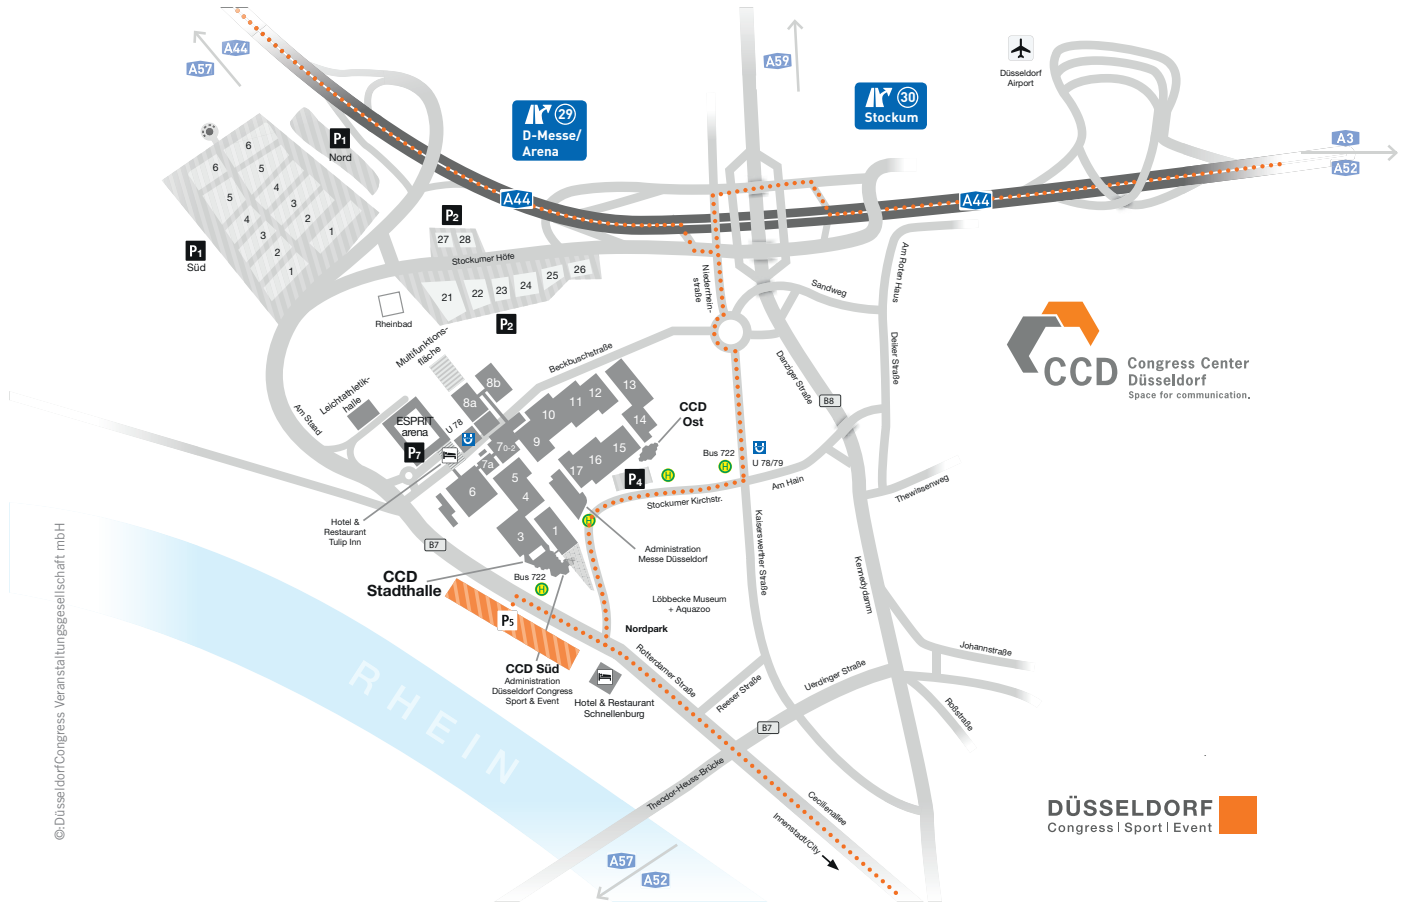 A44
A57
A59
29
D-Messe/
Arena
30
Stockum
Düsseldorf
Airport
A3
A52
A44
A44
P1
Nord
6
6
5
5
4
4
3
3
2
2
1
1
P1
Süd
P2
27
28
Stockumer Höfe
21
22
23
24
25
26
P2
Rheinbad
Multifunktions-
fläche
Leichtathletik-
halle
Am Staad
ESPRIT
arena
P7
U 78
8a
8b
Beckbuschstraße
Niederrhein-
straße
Sandweg
Am Roten Haus
Deiker Straße
Danziger Straße
B8
13
12
11
10
9
14
15
16
17
70-2
7a
6
5
4
3
1
CCD
Ost
P4
Bus 722
H
H
H
U 78/79
Am Hain
Stockumer Kirchstr.
Thewissenweg
Kaiserswerther Straße
Kennedydamm
CCD
Congress Center
Düsseldorf
Space for communication.
Hotel &
Restaurant
Tulip Inn
B7
Administration
Messe Düsseldorf
CCD
Stadthalle
Bus 722
H
P5
Löbbecke Museum
+ Aquazoo
Nordpark
CCD Süd
Administration
Düsseldorf Congress
Sport & Event
Hotel & Restaurant
Schnellenburg
Rotterdamer Straße
Reeser Straße
Uerdinger Straße
Johannstraße
Roßstraße
B7
RHEIN
Theodor-Heuss-Brücke
Cecilienallee
Innenstadt/City
A57
A52
DÜSSELDORF
Congress | Sport | Event
©:DüsseldorfCongress Veranstaltungsgesellschaft mbH